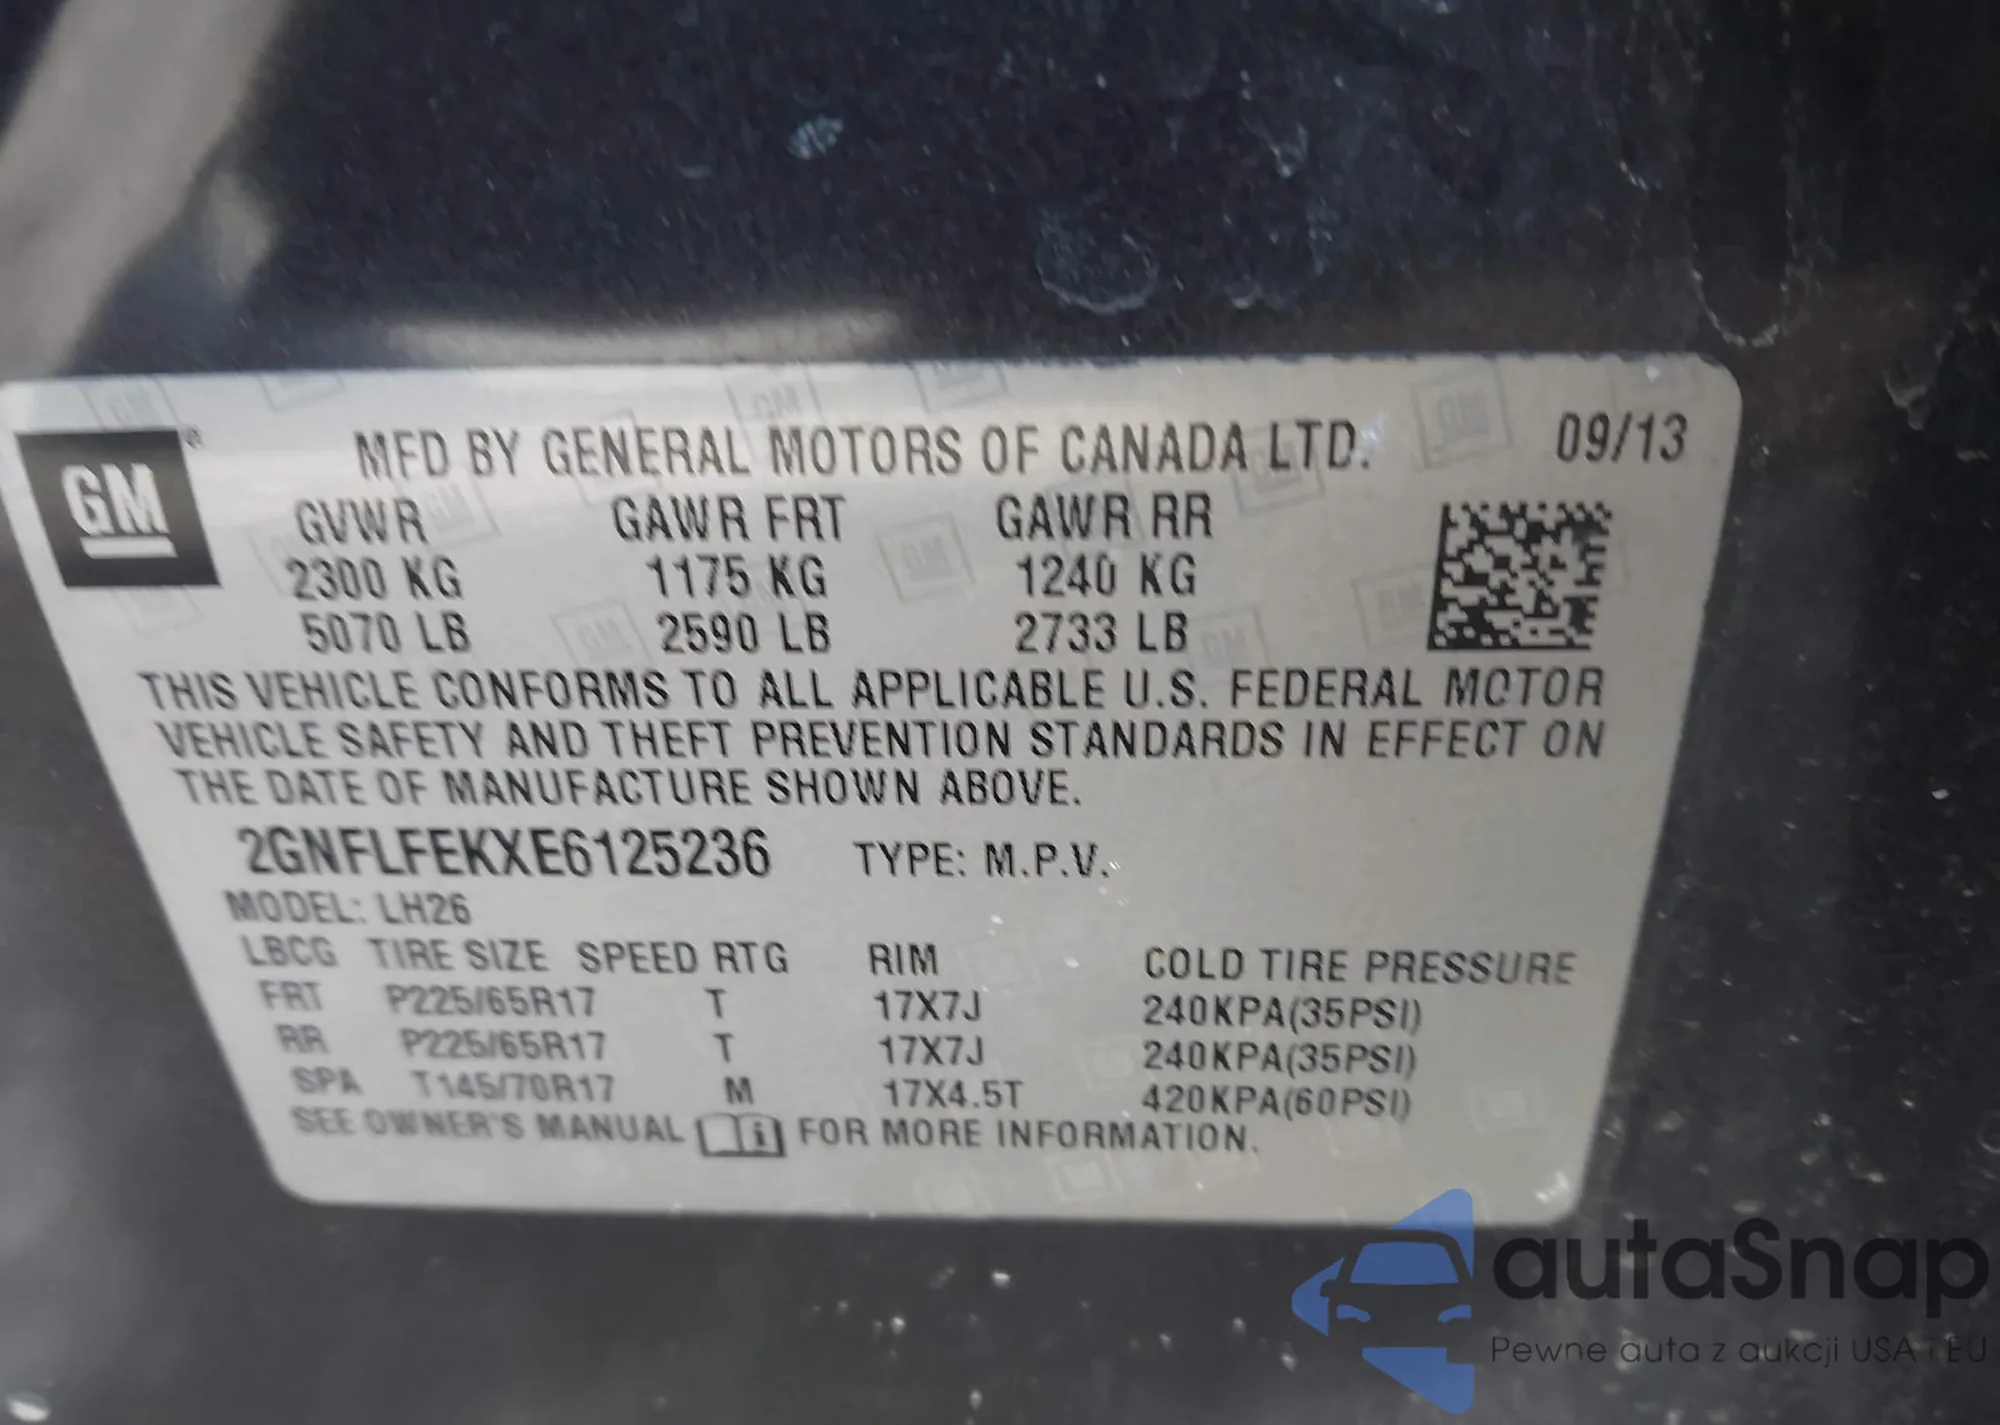 MFD BY GENERAL MOTORS OF CANADA LTD. 09/13
GM
GVWR GAWR FRT GAWR RR
2300 KG 1175 KG 1240 KG
5070 LB 2590 LB 2733 LB
THIS VEHICLE CONFORMS TO ALL APPLICABLE U.S. FEDERAL MOTOR
VEHICLE SAFETY AND THEFT PREVENTION STANDARDS IN EFFECT ON
THE DATE OF MANUFACTURE SHOWN ABOVE.
2GNFLFEKXE6125236 TYPE: M.P.V.
MODEL: LH26
LBCG TIRE SIZE SPEED RTG RIM COLD TIRE PRESSURE
FRT P225/65R17 T 17X7J 240KPA(35PSI)
RR P225/65R17 T 17X7J 240KPA(35PSI)
SPA T145/70R17 M 17X4.5T 420KPA(60PSI)
SEE OWNER'S MANUAL FOR MORE INFORMATION.
autaSnap
Pewne auta z aukcji USA i EU